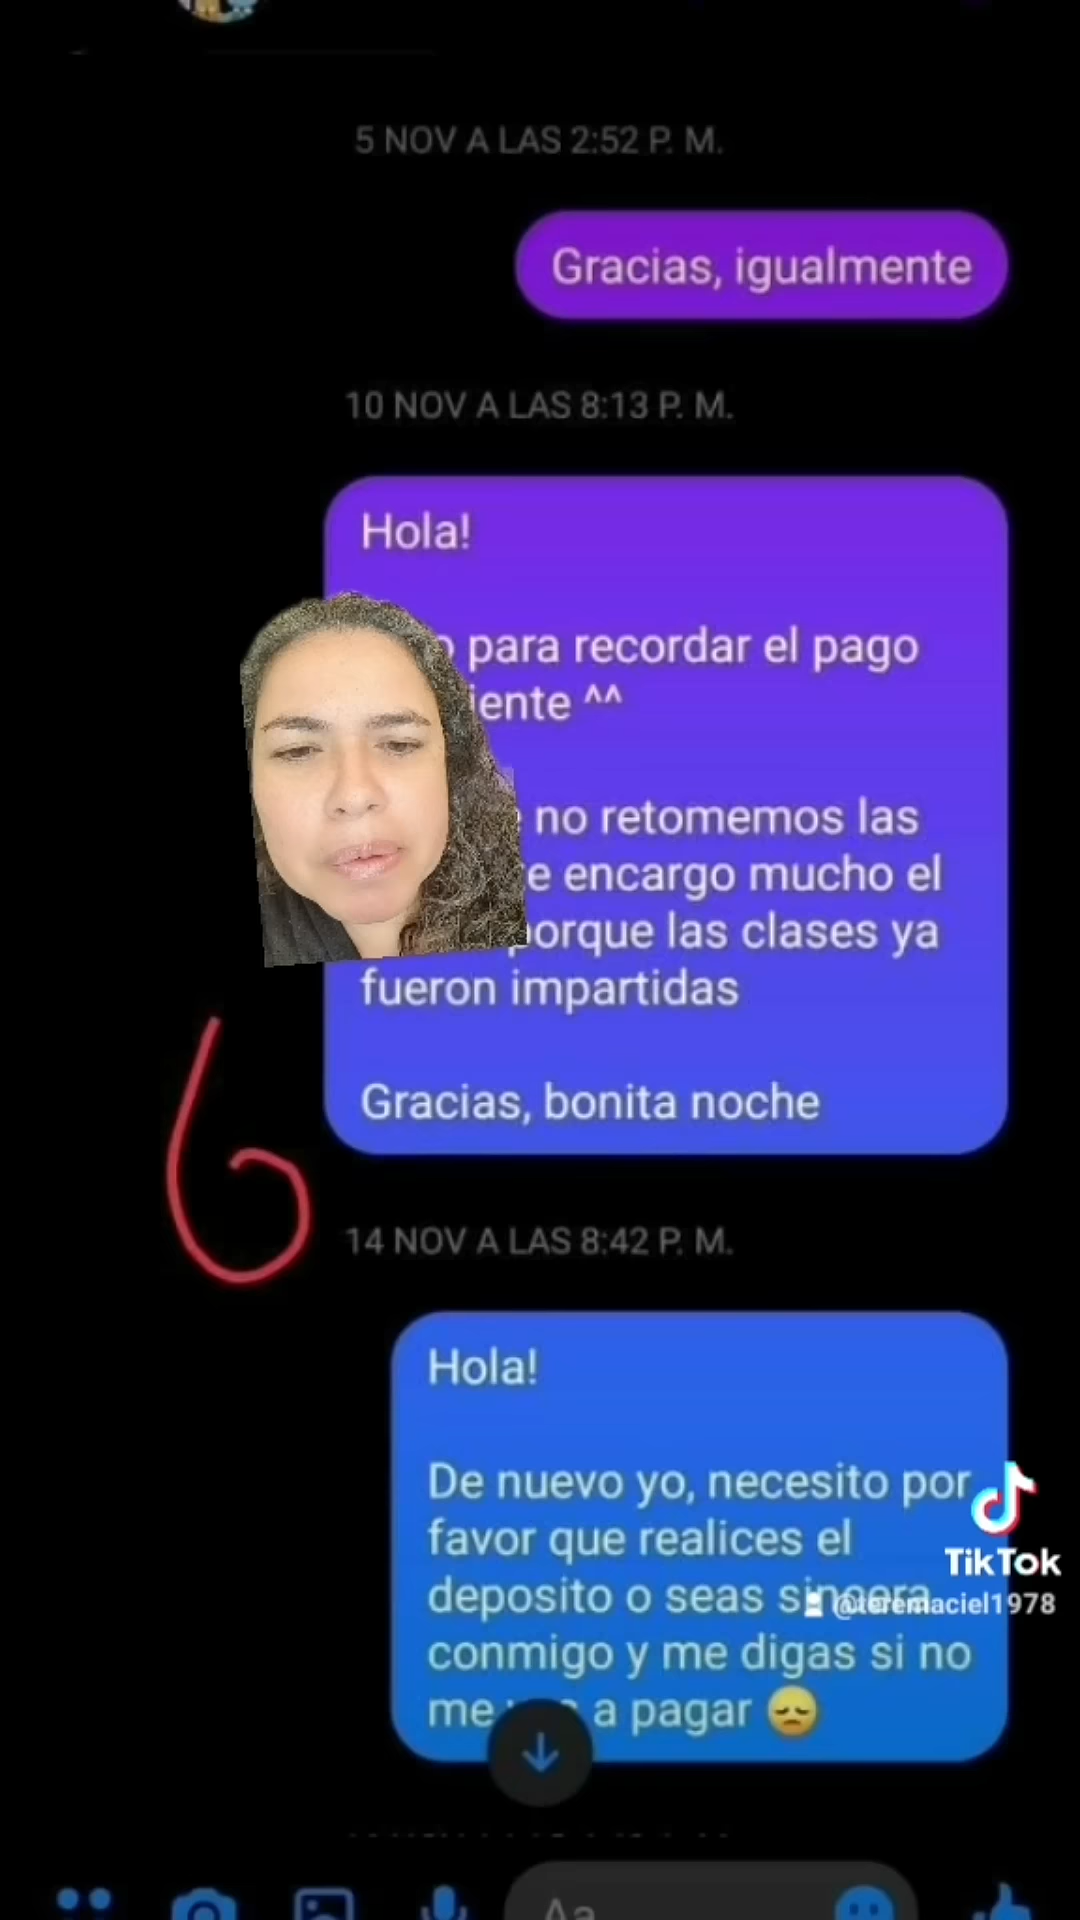 5 NOV A LAS 2:52 P. M.
Gracias, igualmente
10 NOV A LAS 8:13 P. M.
Hola!
para recordar el pago
^^
no retomemos las
encargo mucho el
porque las clases ya
fueron impartidas
Gracias, bonita noche
6
14 NOV A LAS 8:42 P. M.
Hola!
De nuevo yo, necesito por
favor que realices el
deposito o seas sincera
conmigo y me digas si no
me a pagar 😞
TikTok
@teremaciel1978
Aa